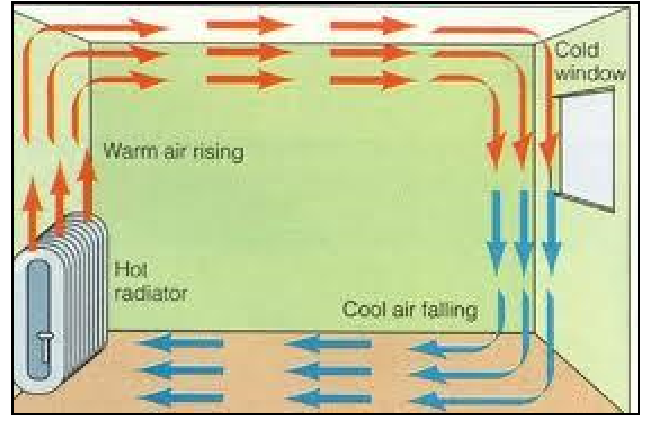 Cold
window
Warm air rising
Hot
radiator
Cool air falling